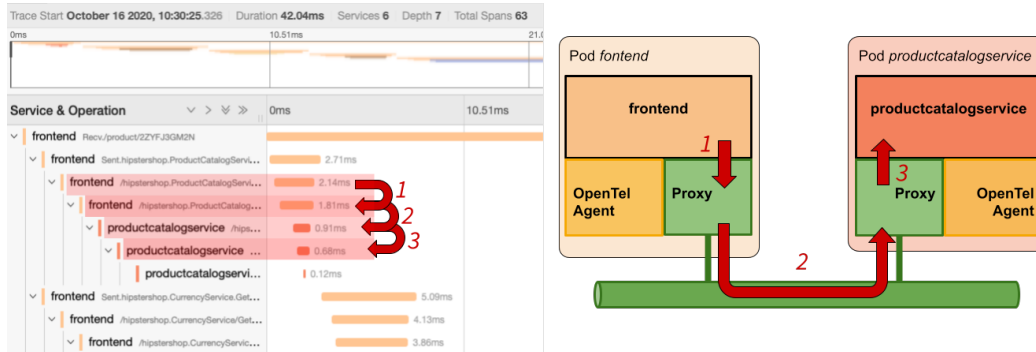 Trace Start October 16 2020, 10:30:25.326 Duration 42.04ms Services 6 Depth 7 Total Spans 63
0ms 10.51ms 21.0
Service & Operation 0ms 10.51ms
frontend Recv./product/2ZYFJ3GM2N
frontend Sent.hipstershop.ProductCatalogServi... 2.71ms
frontend /hipstershop.ProductCatalogServi... 2.14ms
1
frontend /hipstershop.ProductCatalog... 1.81ms
2
productcatalogservice /hips... 0.91ms
3
productcatalogservice ... 0.68ms
productcatalogservi... 0.12ms
frontend Sent.hipstershop.CurrencyService.Get... 5.09ms
frontend /hipstershop.CurrencyService/Get... 4.13ms
frontend /hipstershop.CurrencyServic... 3.86ms
Pod fontend
frontend
1
OpenTel
Agent
Proxy
2
Pod productcatalogservice
productcatalogservice
3
Proxy
OpenTel
Agent